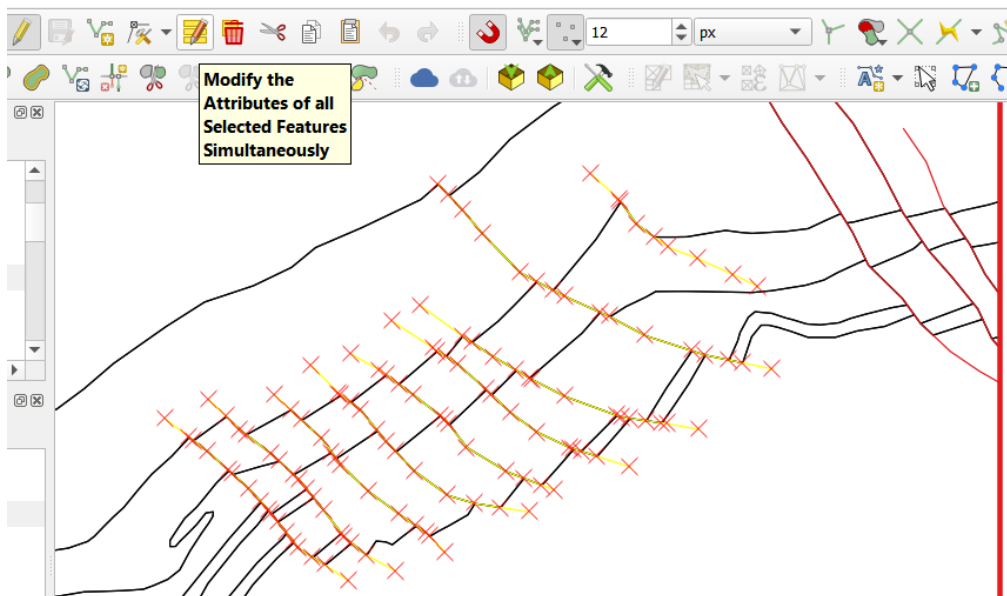 12
px
Modify the
Attributes of all
Selected Features
Simultaneously